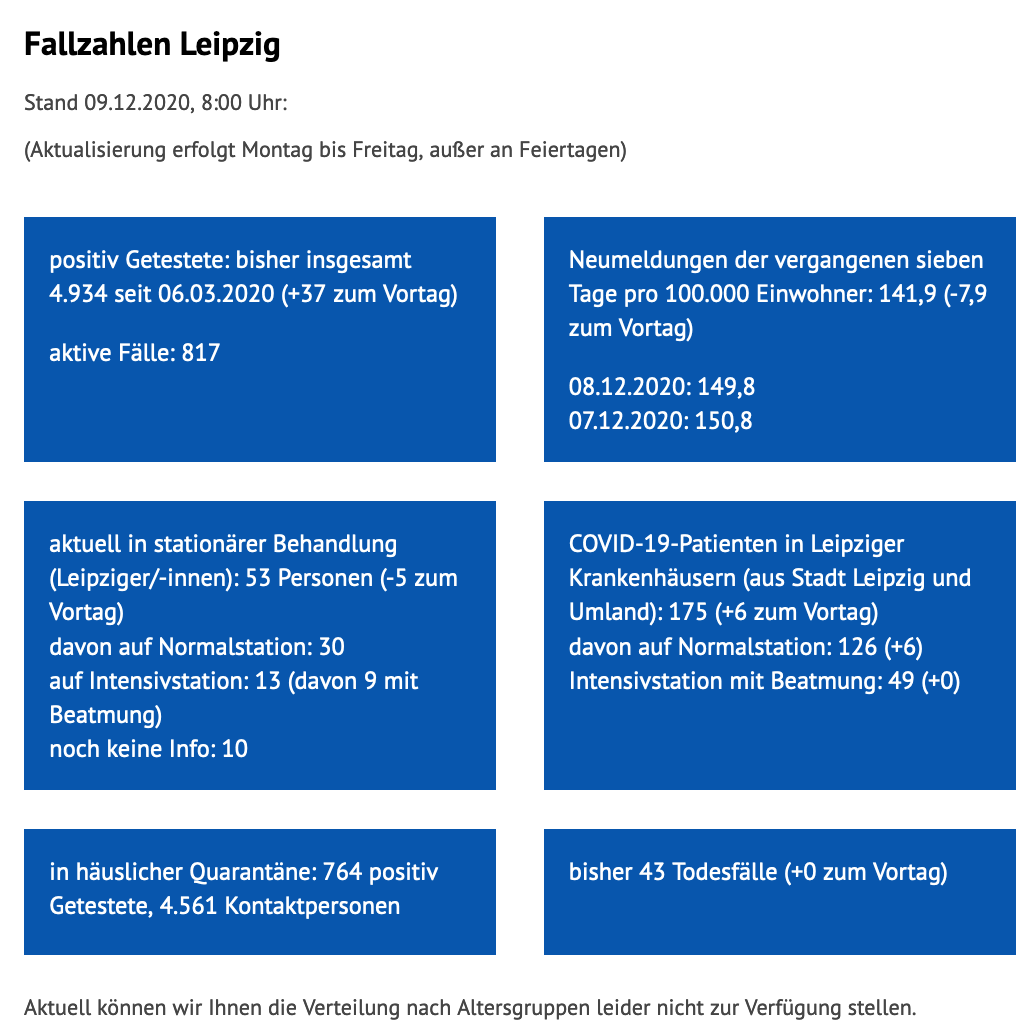 Fallzahlen Leipzig
Stand 09.12.2020, 8:00 Uhr:
(Aktualisierung erfolgt Montag bis Freitag, außer an Feiertagen)
positiv Getestete: bisher insgesamt
4.934 seit 06.03.2020 (+37 zum Vortag)
aktive Fälle: 817
Neumeldungen der vergangenen sieben
Tage pro 100.000 Einwohner: 141,9 (-7,9
zum Vortag)
08.12.2020: 149,8
07.12.2020: 150,8
aktuell in stationärer Behandlung
(Leipziger/-innen): 53 Personen (-5 zum
Vortag)
davon auf Normalstation: 30
auf Intensivstation: 13 (davon 9 mit
Beatmung)
noch keine Info: 10
COVID-19-Patienten in Leipziger
Krankenhäusern (aus Stadt Leipzig und
Umland): 175 (+6 zum Vortag)
davon auf Normalstation: 126 (+6)
Intensivstation mit Beatmung: 49 (+0)
in häuslicher Quarantäne: 764 positiv
Getestete, 4.561 Kontaktpersonen
bisher 43 Todesfälle (+0 zum Vortag)
Aktuell können wir Ihnen die Verteilung nach Altersgruppen leider nicht zur Verfügung stellen.